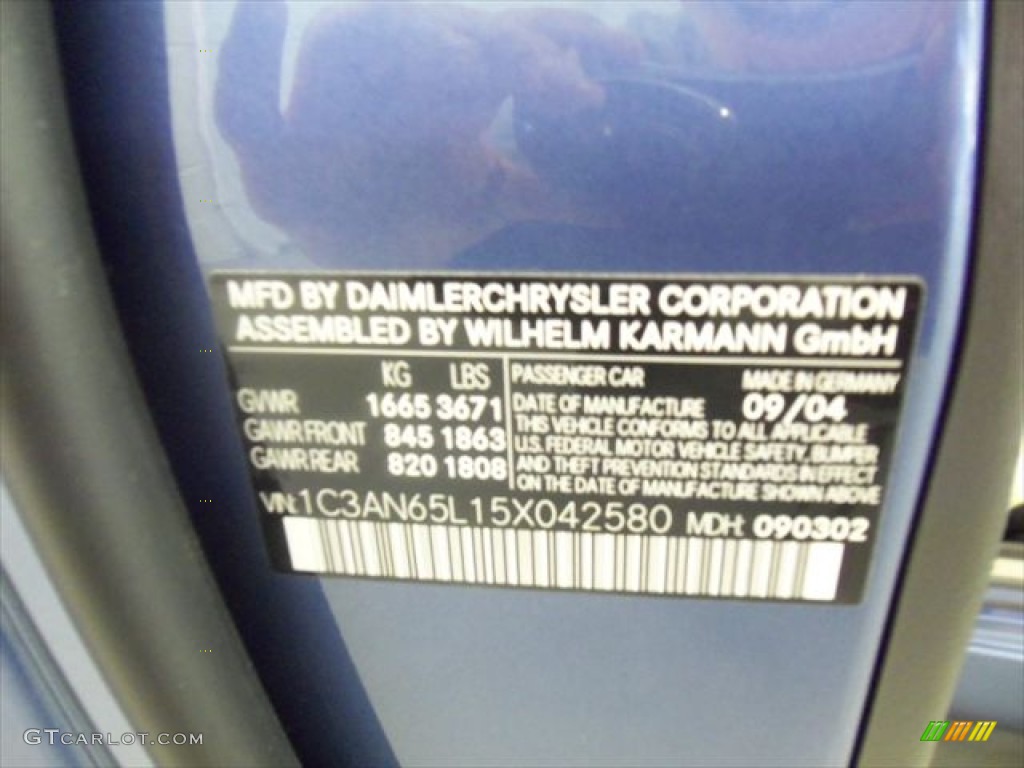 MFD BY DAIMLERCHRYSLER CORPORATION
ASSEMBLED BY WILHELM KARMANN GmbH
KG LBS
GVWR 1665 3671
GAWR FRONT 845 1863
GAWR REAR 820 1808
PASSENGER CAR MADE IN GERMANY
DATE OF MANUFACTURE 09/04
THIS VEHICLE CONFORMS TO ALL APPLICABLE
U.S. FEDERAL MOTOR VEHICLE SAFETY, BUMPER
AND THEFT PREVENTION STANDARDS IN EFFECT
ON THE DATE OF MANUFACTURE SHOWN ABOVE
VIN: 1C3AN65L15X042580 MDH: 090302
GTCARLOT.COM